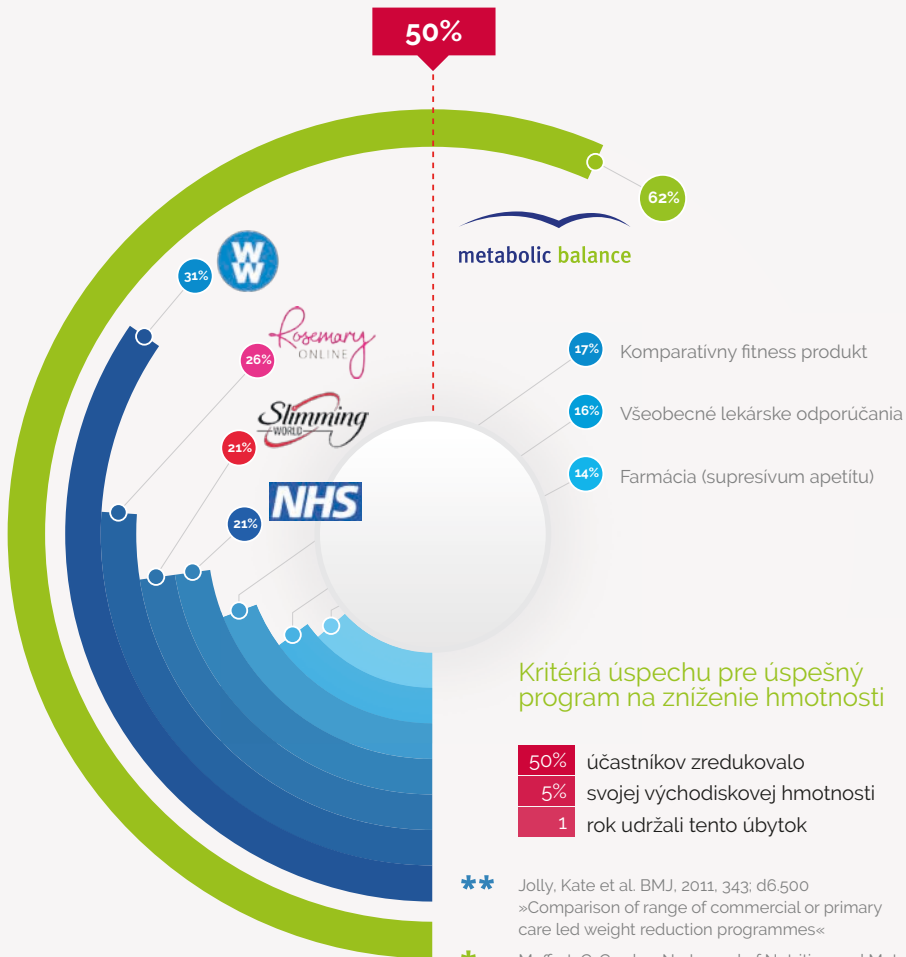 50%
62%
metabolic balance
W
W
31%
Rosemary
ONLINE
26%
17% Komparatívny fitness produkt
Slimming
WORLD
16% Všeobecné lekárske odporúčania
21%
14% Farmácia (supresívum apetítu)
NHS
21%
Kritériá úspechu pre úspešný
program na zníženie hmotnosti
50% účastníkov zredukovalo
5% svojej východiskovej hmotnosti
1 rok udržali tento úbytok
** Jolly, Kate et al. BMJ, 2011, 343; d6.500
»Comparison of range of commercial or primary
care led weight reduction programmes«
*